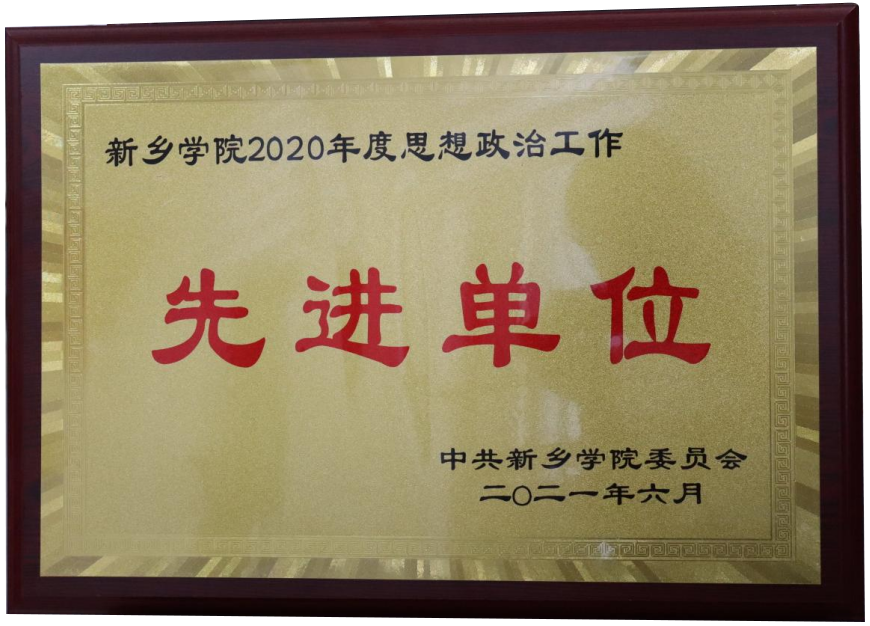 新乡学院2020年度思想政治工作
先进单位
中共新乡学院委员会
二〇二一年六月